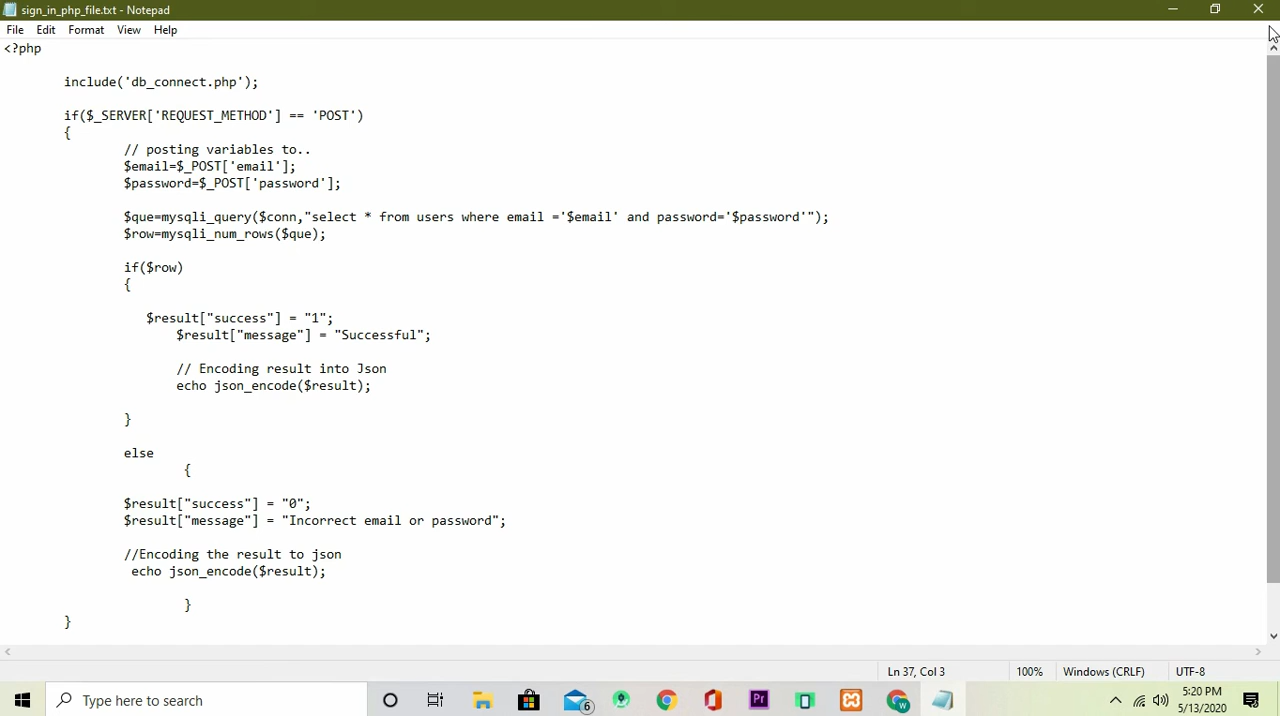 sign_in_php_file.txt - Notepad
File Edit Format View Help
<?php
include('db_connect.php');
if($_SERVER['REQUEST_METHOD'] == 'POST')
{
// posting variables to..
$email=$_POST['email'];
$password=$_POST['password'];
$que=mysqli_query($conn,"select * from users where email ='$email' and password='$password'");
$row=mysqli_num_rows($que);
if($row)
{
$result["success"] = "1";
$result["message"] = "Successful";
// Encoding result into Json
echo json_encode($result);
}
else
{
$result["success"] = "0";
$result["message"] = "Incorrect email or password";
//Encoding the result to json
echo json_encode($result);
}
}
Ln 37, Col 3 100% Windows (CRLF) UTF-8
Type here to search
6
Pr
W
5:20 PM
5/13/2020